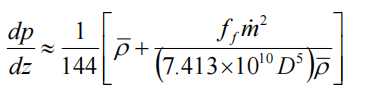 dp/dz ≈ 1/144 [ ρ̅ + f_f ṁ² / (7.413×10¹⁰ D⁵)ρ̅ ]